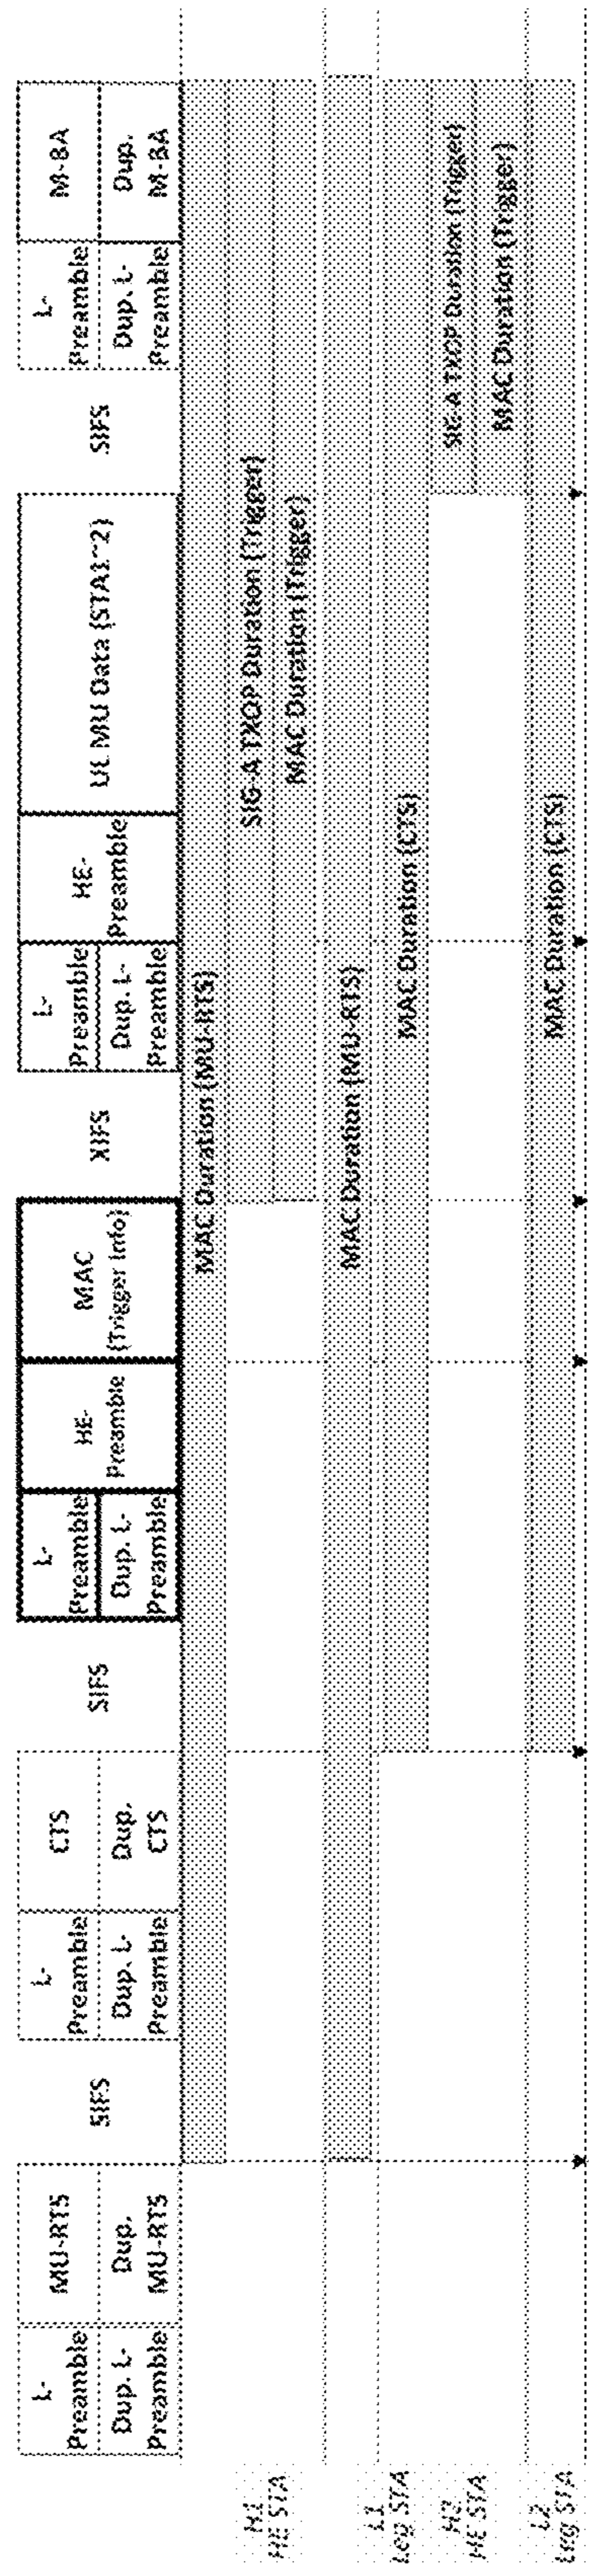 L-
Preamble
Dup. L-
Preamble
MU-RTS
Dup.
MU-RTS
SIFS
L-
Preamble
Dup. L-
Preamble
CTS
Dup.
CTS
SIFS
L-
Preamble
Dup. L-
Preamble
HE-
Preamble
MAC
(Trigger Info)
XIFS
L-
Preamble
Dup. L-
Preamble
HE-
Preamble
UL MU Data (STA1~2)
SIFS
L-
Preamble
Dup. L-
Preamble
M-BA
Dup.
M-BA
H1
HE STA
MAC Duration (MU-RTS)
SIG-A TXOP Duration (Trigger)
MAC Duration (Trigger)
L1
Leg STA
MAC Duration (MU-RTS)
H2
HE STA
MAC Duration (CTS)
SIG-A TXOP Duration (Trigger)
MAC Duration (Trigger)
L2
Leg STA
MAC Duration (CTS)